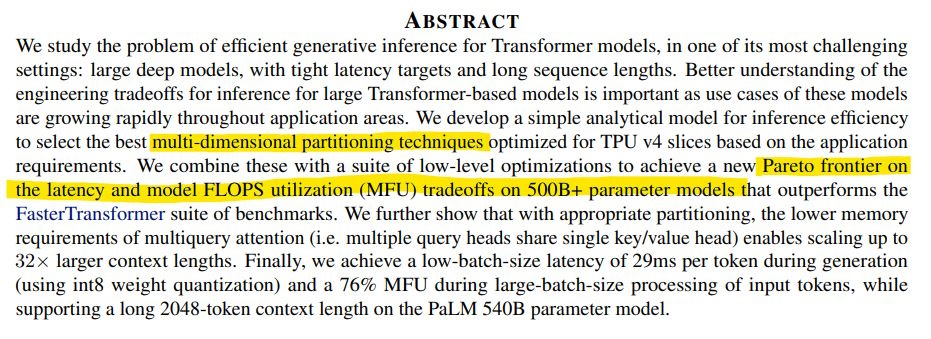 ABSTRACT
We study the problem of efficient generative inference for Transformer models, in one of its most challenging
settings: large deep models, with tight latency targets and long sequence lengths. Better understanding of the
engineering tradeoffs for inference for large Transformer-based models is important as use cases of these models
are growing rapidly throughout application areas. We develop a simple analytical model for inference efficiency
to select the best multi-dimensional partitioning techniques optimized for TPU v4 slices based on the application
requirements. We combine these with a suite of low-level optimizations to achieve a new Pareto frontier on
the latency and model FLOPS utilization (MFU) tradeoffs on 500B+ parameter models that outperforms the
FasterTransformer suite of benchmarks. We further show that with appropriate partitioning, the lower memory
requirements of multiquery attention (i.e. multiple query heads share single key/value head) enables scaling up to
32× larger context lengths. Finally, we achieve a low-batch-size latency of 29ms per token during generation
(using int8 weight quantization) and a 76% MFU during large-batch-size processing of input tokens, while
supporting a long 2048-token context length on the PaLM 540B parameter model.